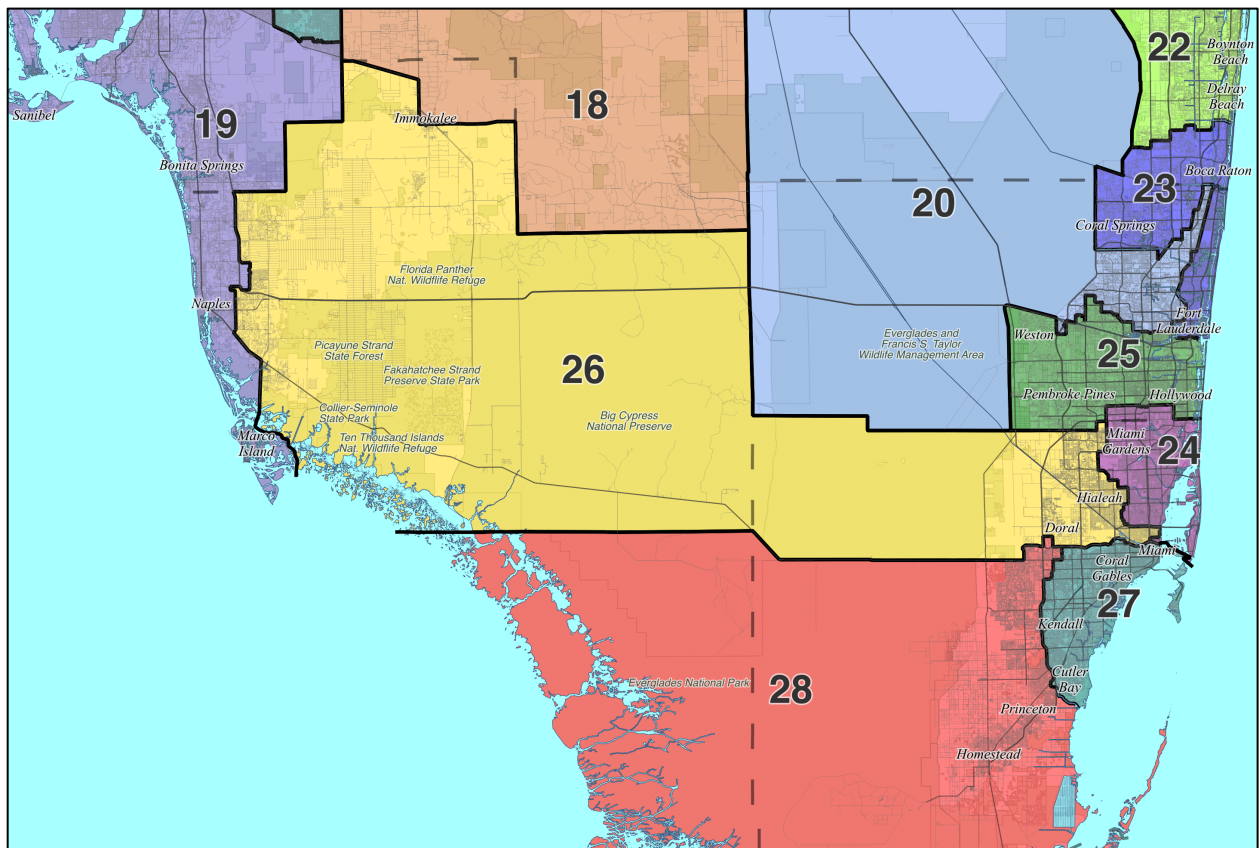 22
Boynton
Beach
Delray
Beach
18
19
Sanibel
Immokalee
Bonita Springs
23
Boca Raton
20
Coral Springs
Florida Panther
Nat. Wildlife Refuge
Naples
Fort
Lauderdale
Weston
Everglades and
Francis S. Taylor
Wildlife Management Area
25
Picayune Strand
State Forest
Fakahatchee Strand
Preserve State Park
26
Pembroke Pines
Hollywood
Collier-Seminole
State Park
Big Cypress
National Preserve
Marco
Island
Ten Thousand Islands
Nat. Wildlife Refuge
Miami
Gardens
24
Hialeah
Doral
Miami
Coral
Gables
27
Kendall
Cutler
Bay
Everglades National Park
28
Princeton
Homestead